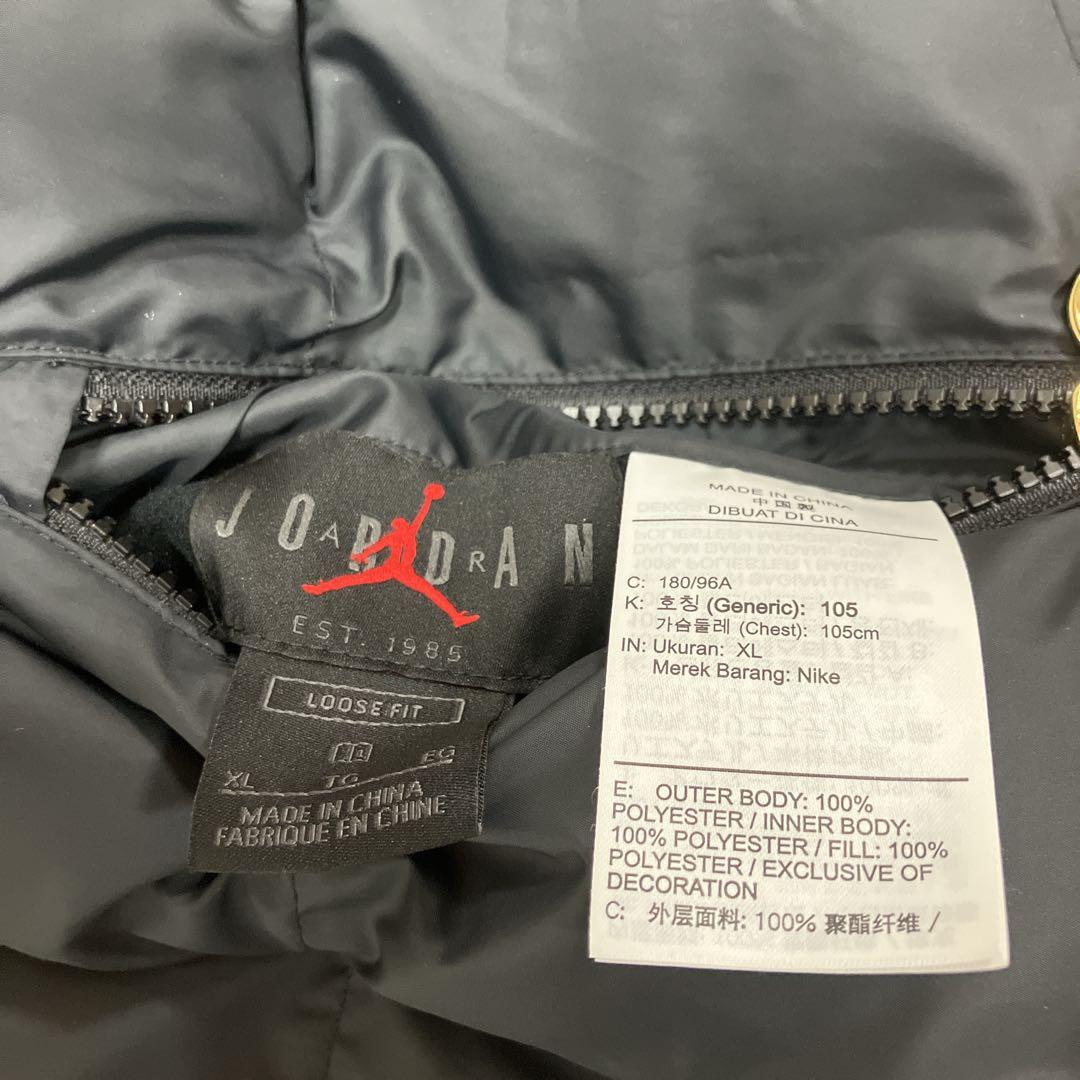 JORDAN
AIR
EST. 1985
LOOSE FIT
XL TG EG
MADE IN CHINA
FABRIQUE EN CHINE
MADE IN CHINA
中国製
DIBUAT DI CINA
C: 180/96A
K: 호칭 (Generic): 105
가슴둘레 (Chest): 105cm
IN: Ukuran: XL
Merek Barang: Nike
E: OUTER BODY: 100%
POLYESTER / INNER BODY:
100% POLYESTER / FILL: 100%
POLYESTER / EXCLUSIVE OF
DECORATION
C: 外层面料: 100% 聚酯纤维 /